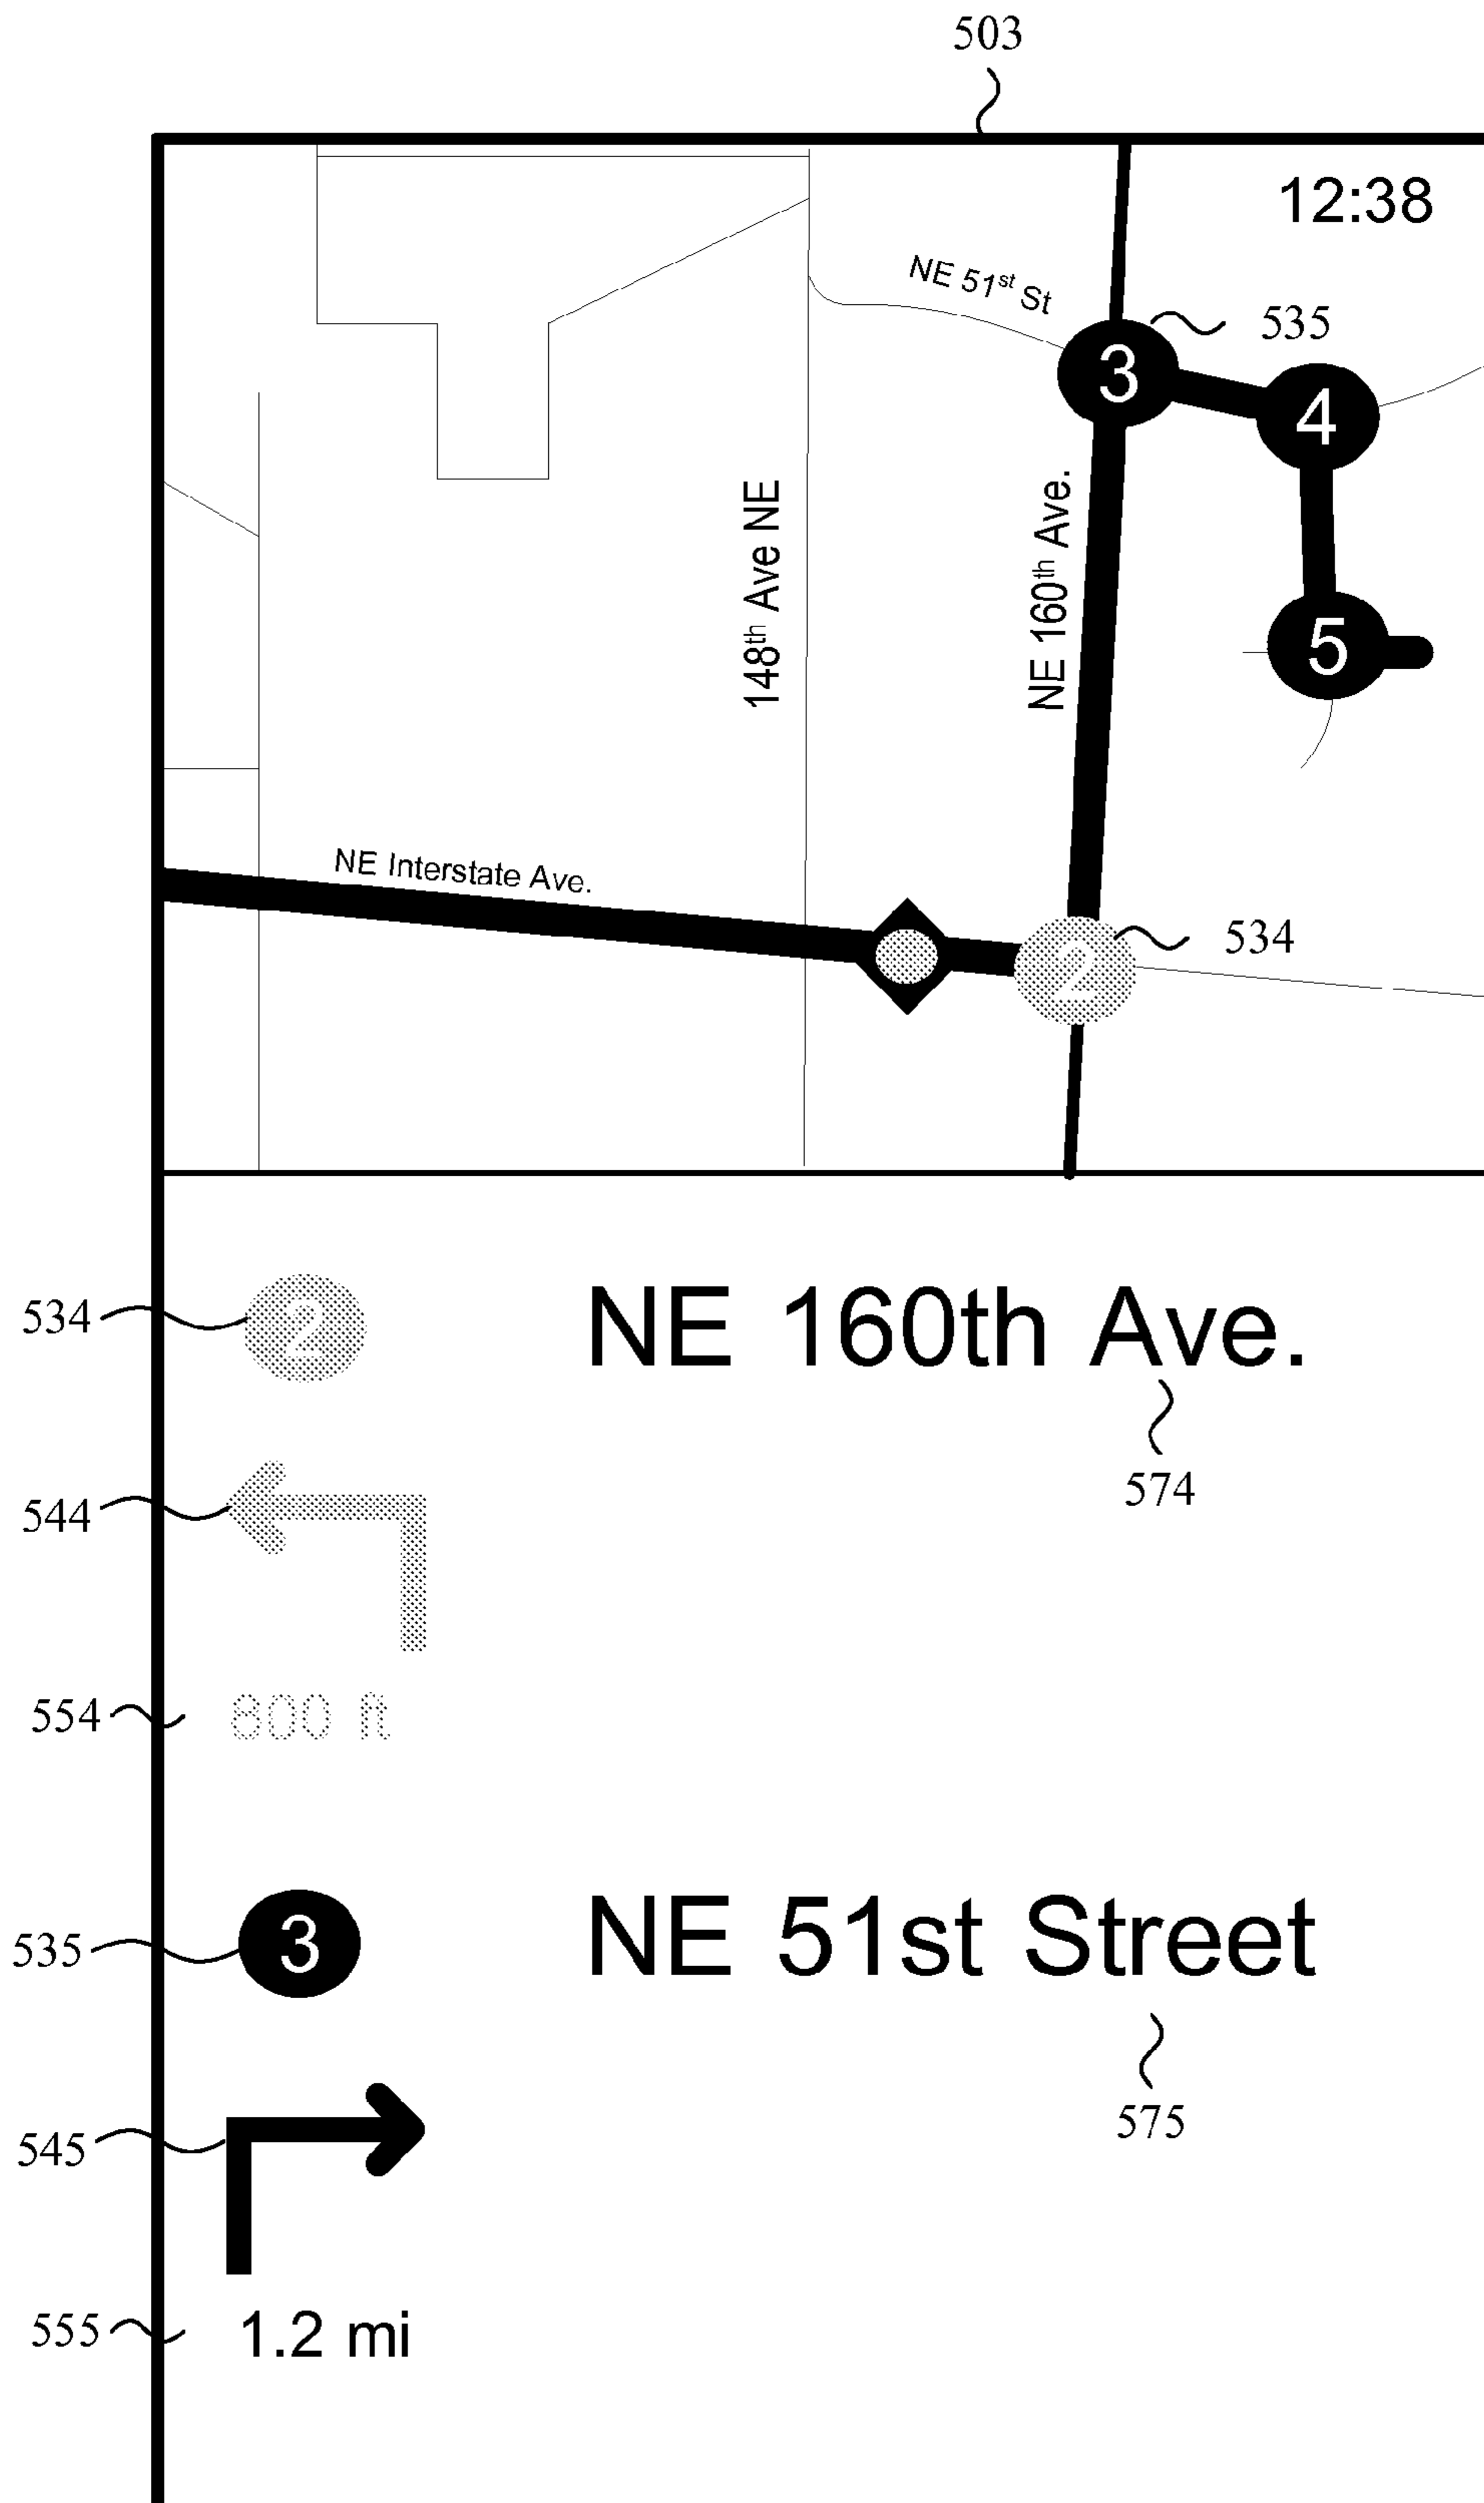 503
12:38
NE 51st St
535
3
4
148th Ave NE
NE 160th Ave.
5
NE Interstate Ave.
2
534
534
2
NE 160th Ave.
574
544
554
800 ft
535
3
NE 51st Street
575
545
555
1.2 mi